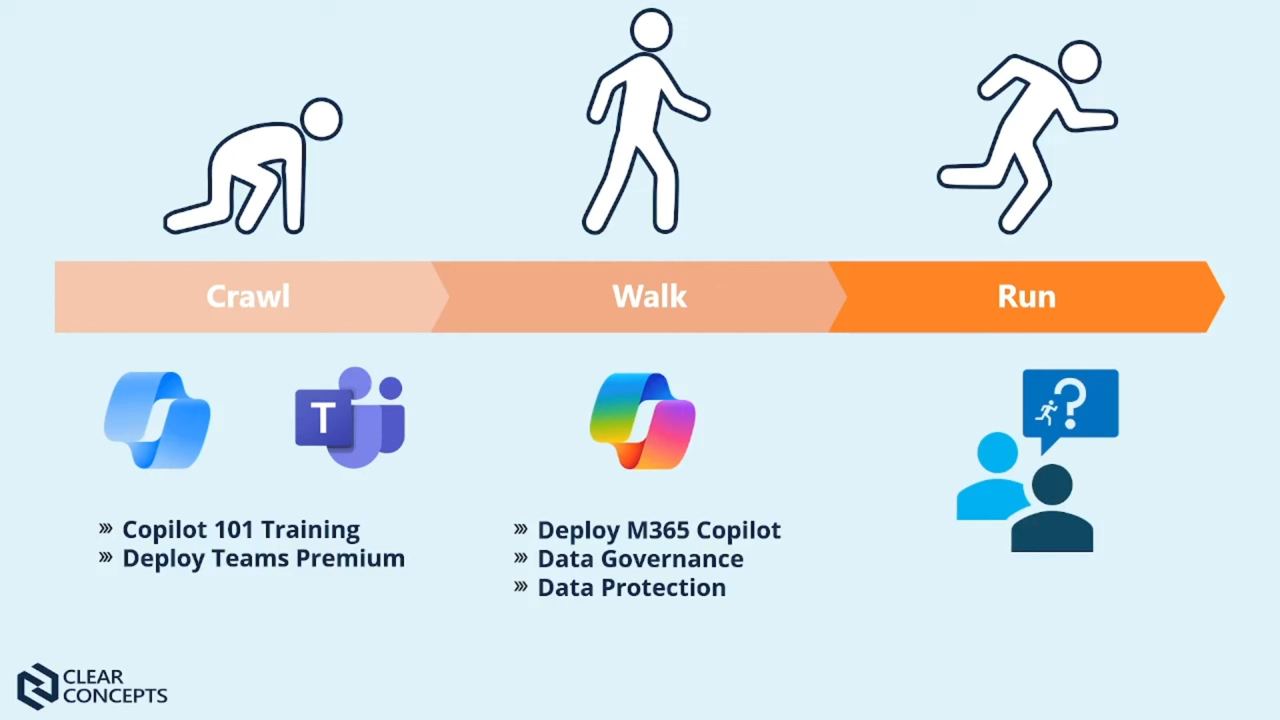 Crawl
Walk
Run
T
?
» Copilot 101 Training
» Deploy Teams Premium
» Deploy M365 Copilot
» Data Governance
» Data Protection
CLEAR
CONCEPTS